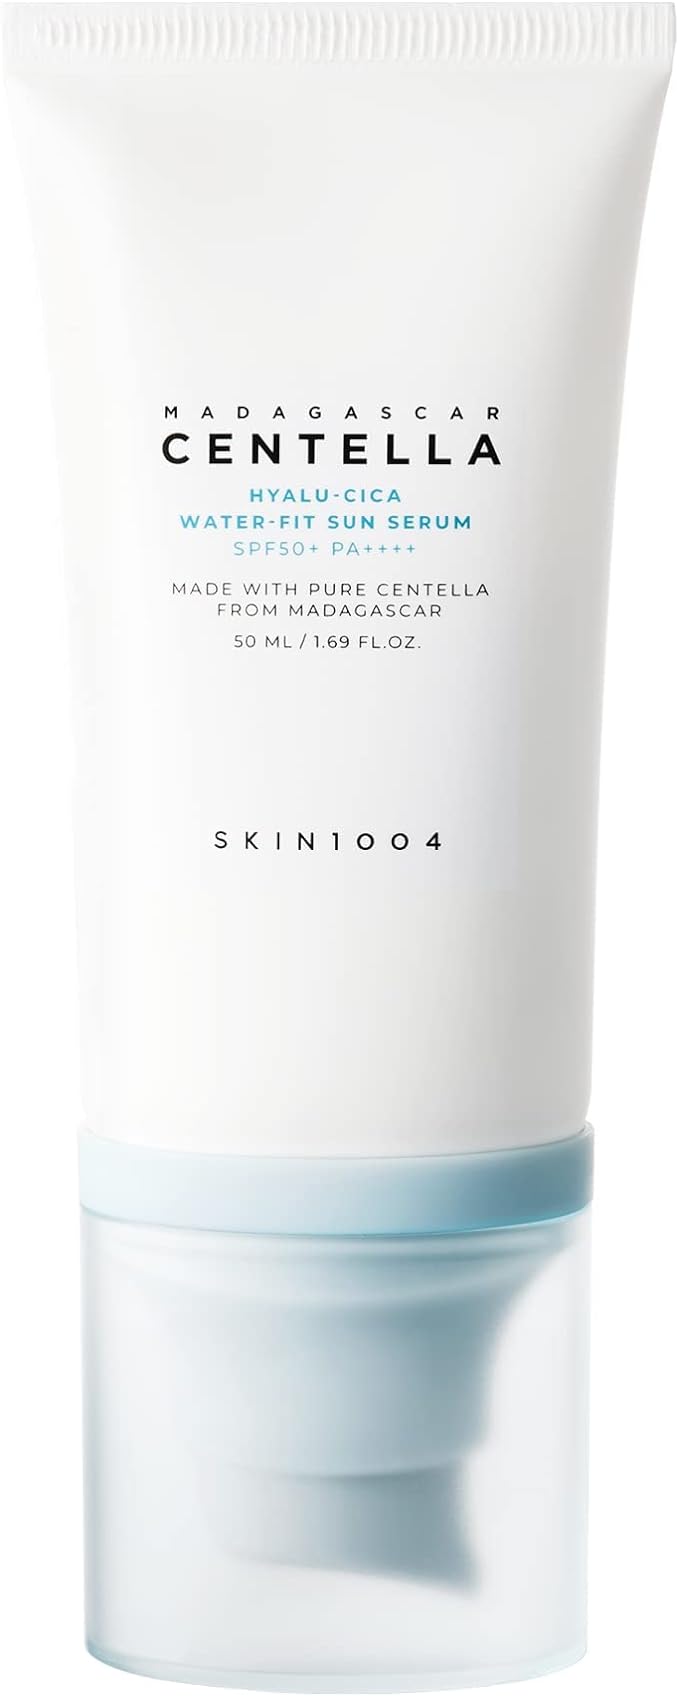 MADAGASCAR
CENTELLA
HYALU-CICA
WATER-FIT SUN SERUM
SPF50+ PA++++
MADE WITH PURE CENTELLA
FROM MADAGASCAR
50 ML / 1.69 FL.OZ.
SKIN1004